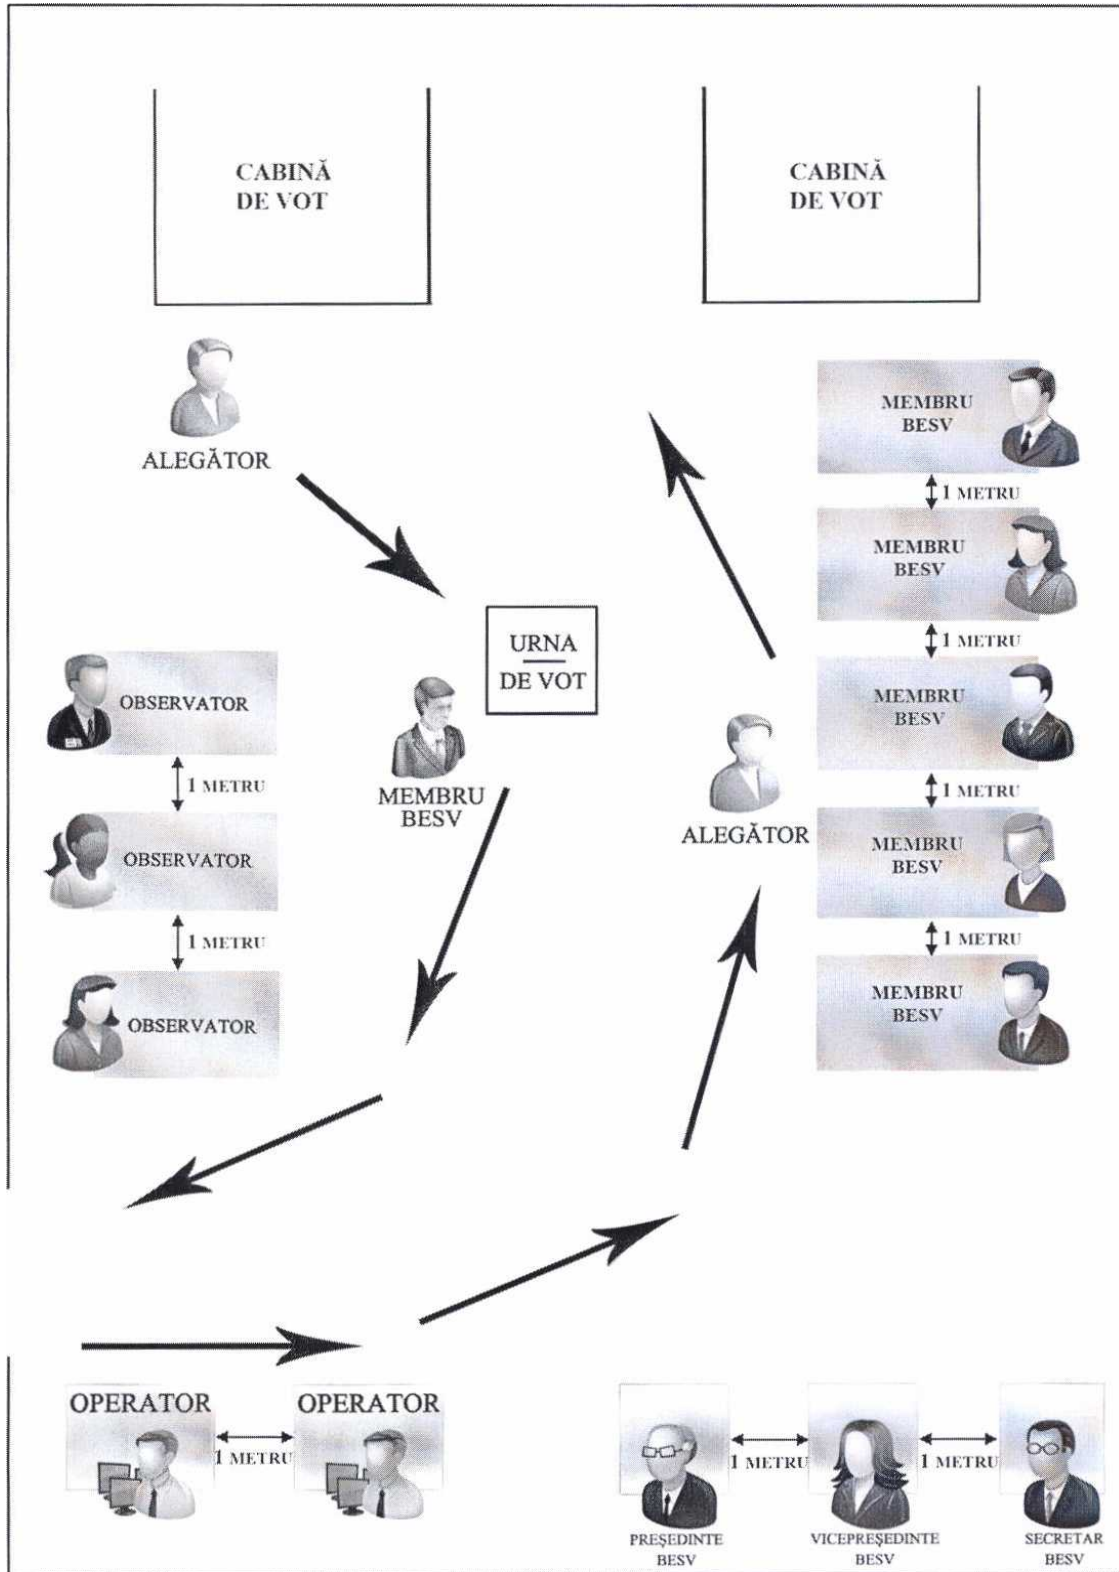 CABINĂ
DE VOT
CABINĂ
DE VOT
ALEGĂTOR
MEMBRU
BESV
1 METRU
MEMBRU
BESV
1 METRU
MEMBRU
BESV
1 METRU
MEMBRU
BESV
1 METRU
MEMBRU
BESV
URNA
DE VOT
MEMBRU
BESV
ALEGĂTOR
OBSERVATOR
1 METRU
OBSERVATOR
1 METRU
OBSERVATOR
OPERATOR
1 METRU
OPERATOR
1 METRU
1 METRU
PREȘEDINTE
BESV
VICEPREȘEDINTE
BESV
SECRETAR
BESV